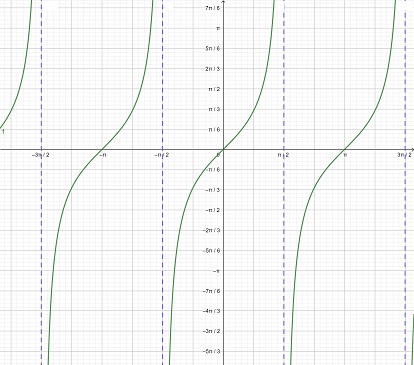 7π / 6
π
5π / 6
2π / 3
π / 2
π / 3
π / 6
f
−3π / 2
−π
−π / 2
0
π / 2
π
3π / 2
−π / 6
−π / 3
−π / 2
−2π / 3
−5π / 6
−π
−7π / 6
−4π / 3
−3π / 2
−5π / 3